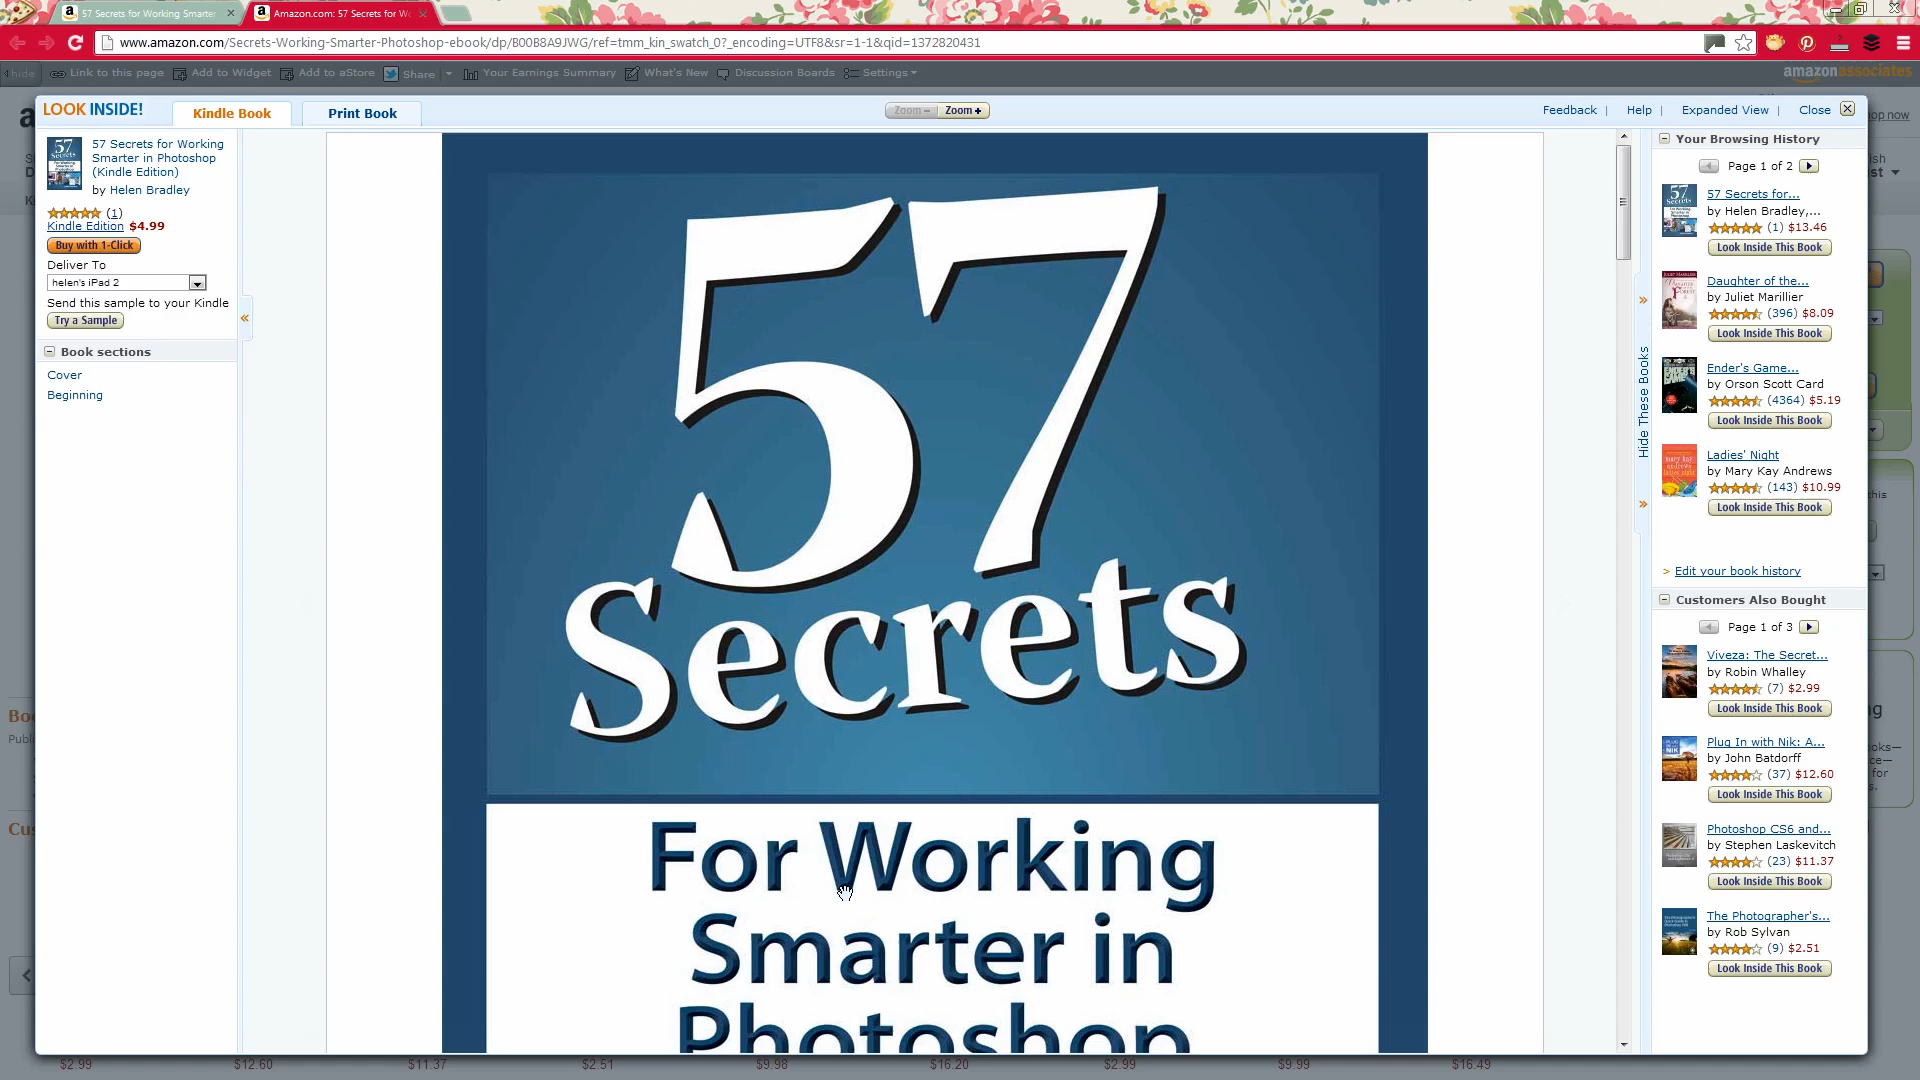 57 Secrets for Working Smarter
Amazon.com: 57 Secrets for Wo
www.amazon.com/Secrets-Working-Smarter-Photoshop-ebook/dp/B00B8A9JWG/ref=tmm_kin_swatch_0?_encoding=UTF8&sr=1-1&qid=1372820431
hide
Link to this page
Add to Widget
Add to aStore
Share
Your Earnings Summary
What's New
Discussion Boards
Settings
amazonassociates
LOOK INSIDE!
Kindle Book
Print Book
Zoom -
Zoom +
Feedback |
Help |
Expanded View |
Close
op now
57 Secrets for Working
Smarter in Photoshop
(Kindle Edition)
by Helen Bradley
(1)
Kindle Edition $4.99
Buy with 1-Click
Deliver To
helen's iPad 2
Send this sample to your Kindle
Try a Sample
Book sections
Cover
Beginning
57
Secrets
For Working
Smarter in
Photoshop
Hide These Books
Your Browsing History
Page 1 of 2
57 Secrets for...
by Helen Bradley,...
(1) $13.46
Look Inside This Book
Daughter of the...
by Juliet Marillier
(396) $8.09
Look Inside This Book
Ender's Game...
by Orson Scott Card
(4364) $5.19
Look Inside This Book
Ladies' Night
by Mary Kay Andrews
(143) $10.99
Look Inside This Book
> Edit your book history
Customers Also Bought
Page 1 of 3
Viveza: The Secret...
by Robin Whalley
(7) $2.99
Look Inside This Book
Plug In with Nik: A...
by John Batdorff
(37) $12.60
Look Inside This Book
Photoshop CS6 and...
by Stephen Laskevitch
(23) $11.37
Look Inside This Book
The Photographer's...
by Rob Sylvan
(9) $2.51
Look Inside This Book
$2.99
$12.60
$11.37
$2.51
$9.98
$16.20
$2.99
$9.99
$16.49